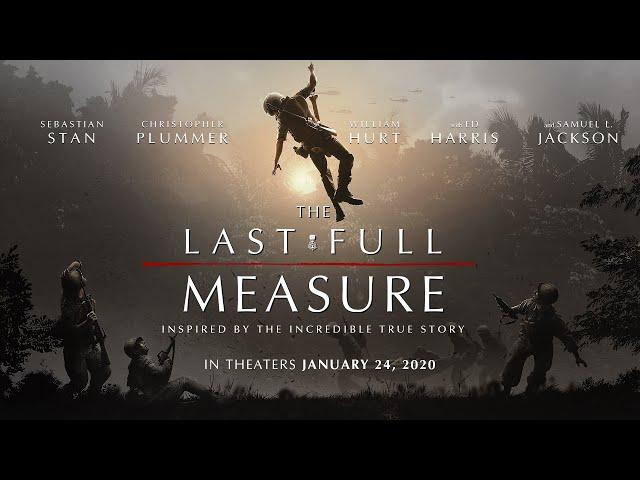 SEBASTIAN STAN
CHRISTOPHER PLUMMER
WILLIAM HURT
with ED HARRIS
and SAMUEL L. JACKSON
THE
LAST FULL
MEASURE
INSPIRED BY THE INCREDIBLE TRUE STORY
IN THEATERS JANUARY 24, 2020